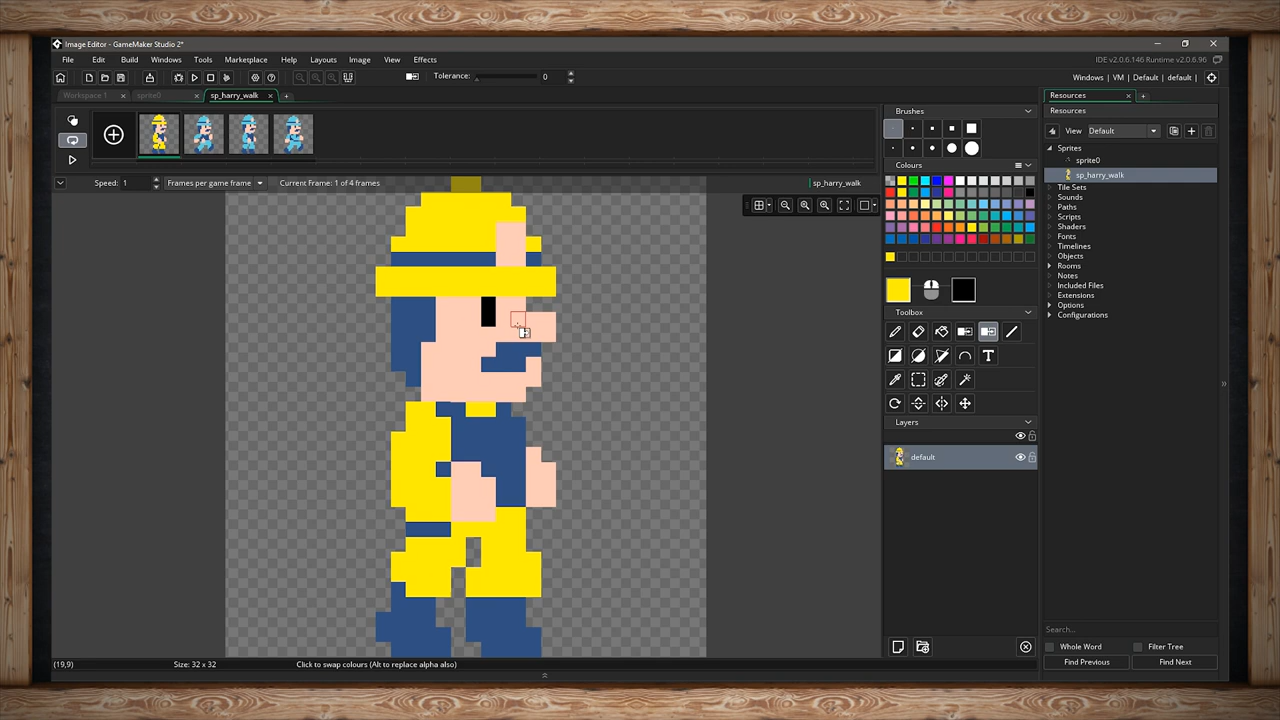 Image Editor - GameMaker Studio 2*
File Edit Build Windows Tools Marketplace Help Layouts Image View Effects
IDE v2.0.6.146 Runtime v2.0.6.96
Tolerance: 0
Windows | VM | Default | default |
Workspace 1 sprite0 sp_harry_walk
Speed: 1 Frames per game frame Current Frame: 1 of 4 frames sp_harry_walk
Brushes
Colours
Toolbox
T
Layers
default
Resources
Resources
View Default
Sprites
sprite0
sp_harry_walk
Tile Sets
Sounds
Paths
Scripts
Shaders
Fonts
Timelines
Objects
Rooms
Notes
Included Files
Extensions
Options
Configurations
Search...
Whole Word Filter Tree
Find Previous Find Next
(19,9) Size: 32 x 32 Click to swap colours (Alt to replace alpha also)